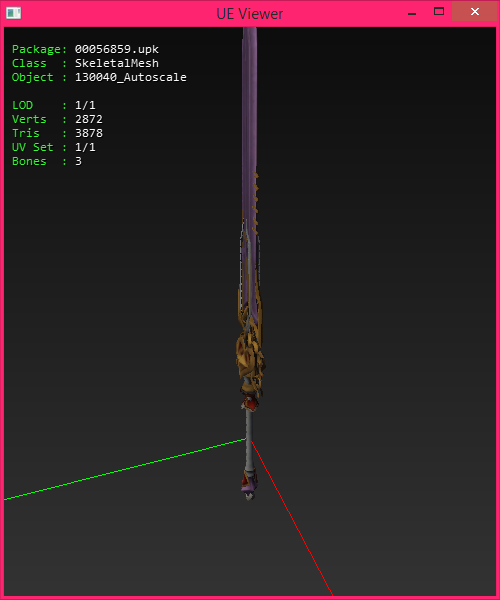 UE Viewer
Package: 00056859.upk
Class : SkeletalMesh
Object : 130040_Autoscale
LOD : 1/1
Verts : 2872
Tris : 3878
UV Set : 1/1
Bones : 3